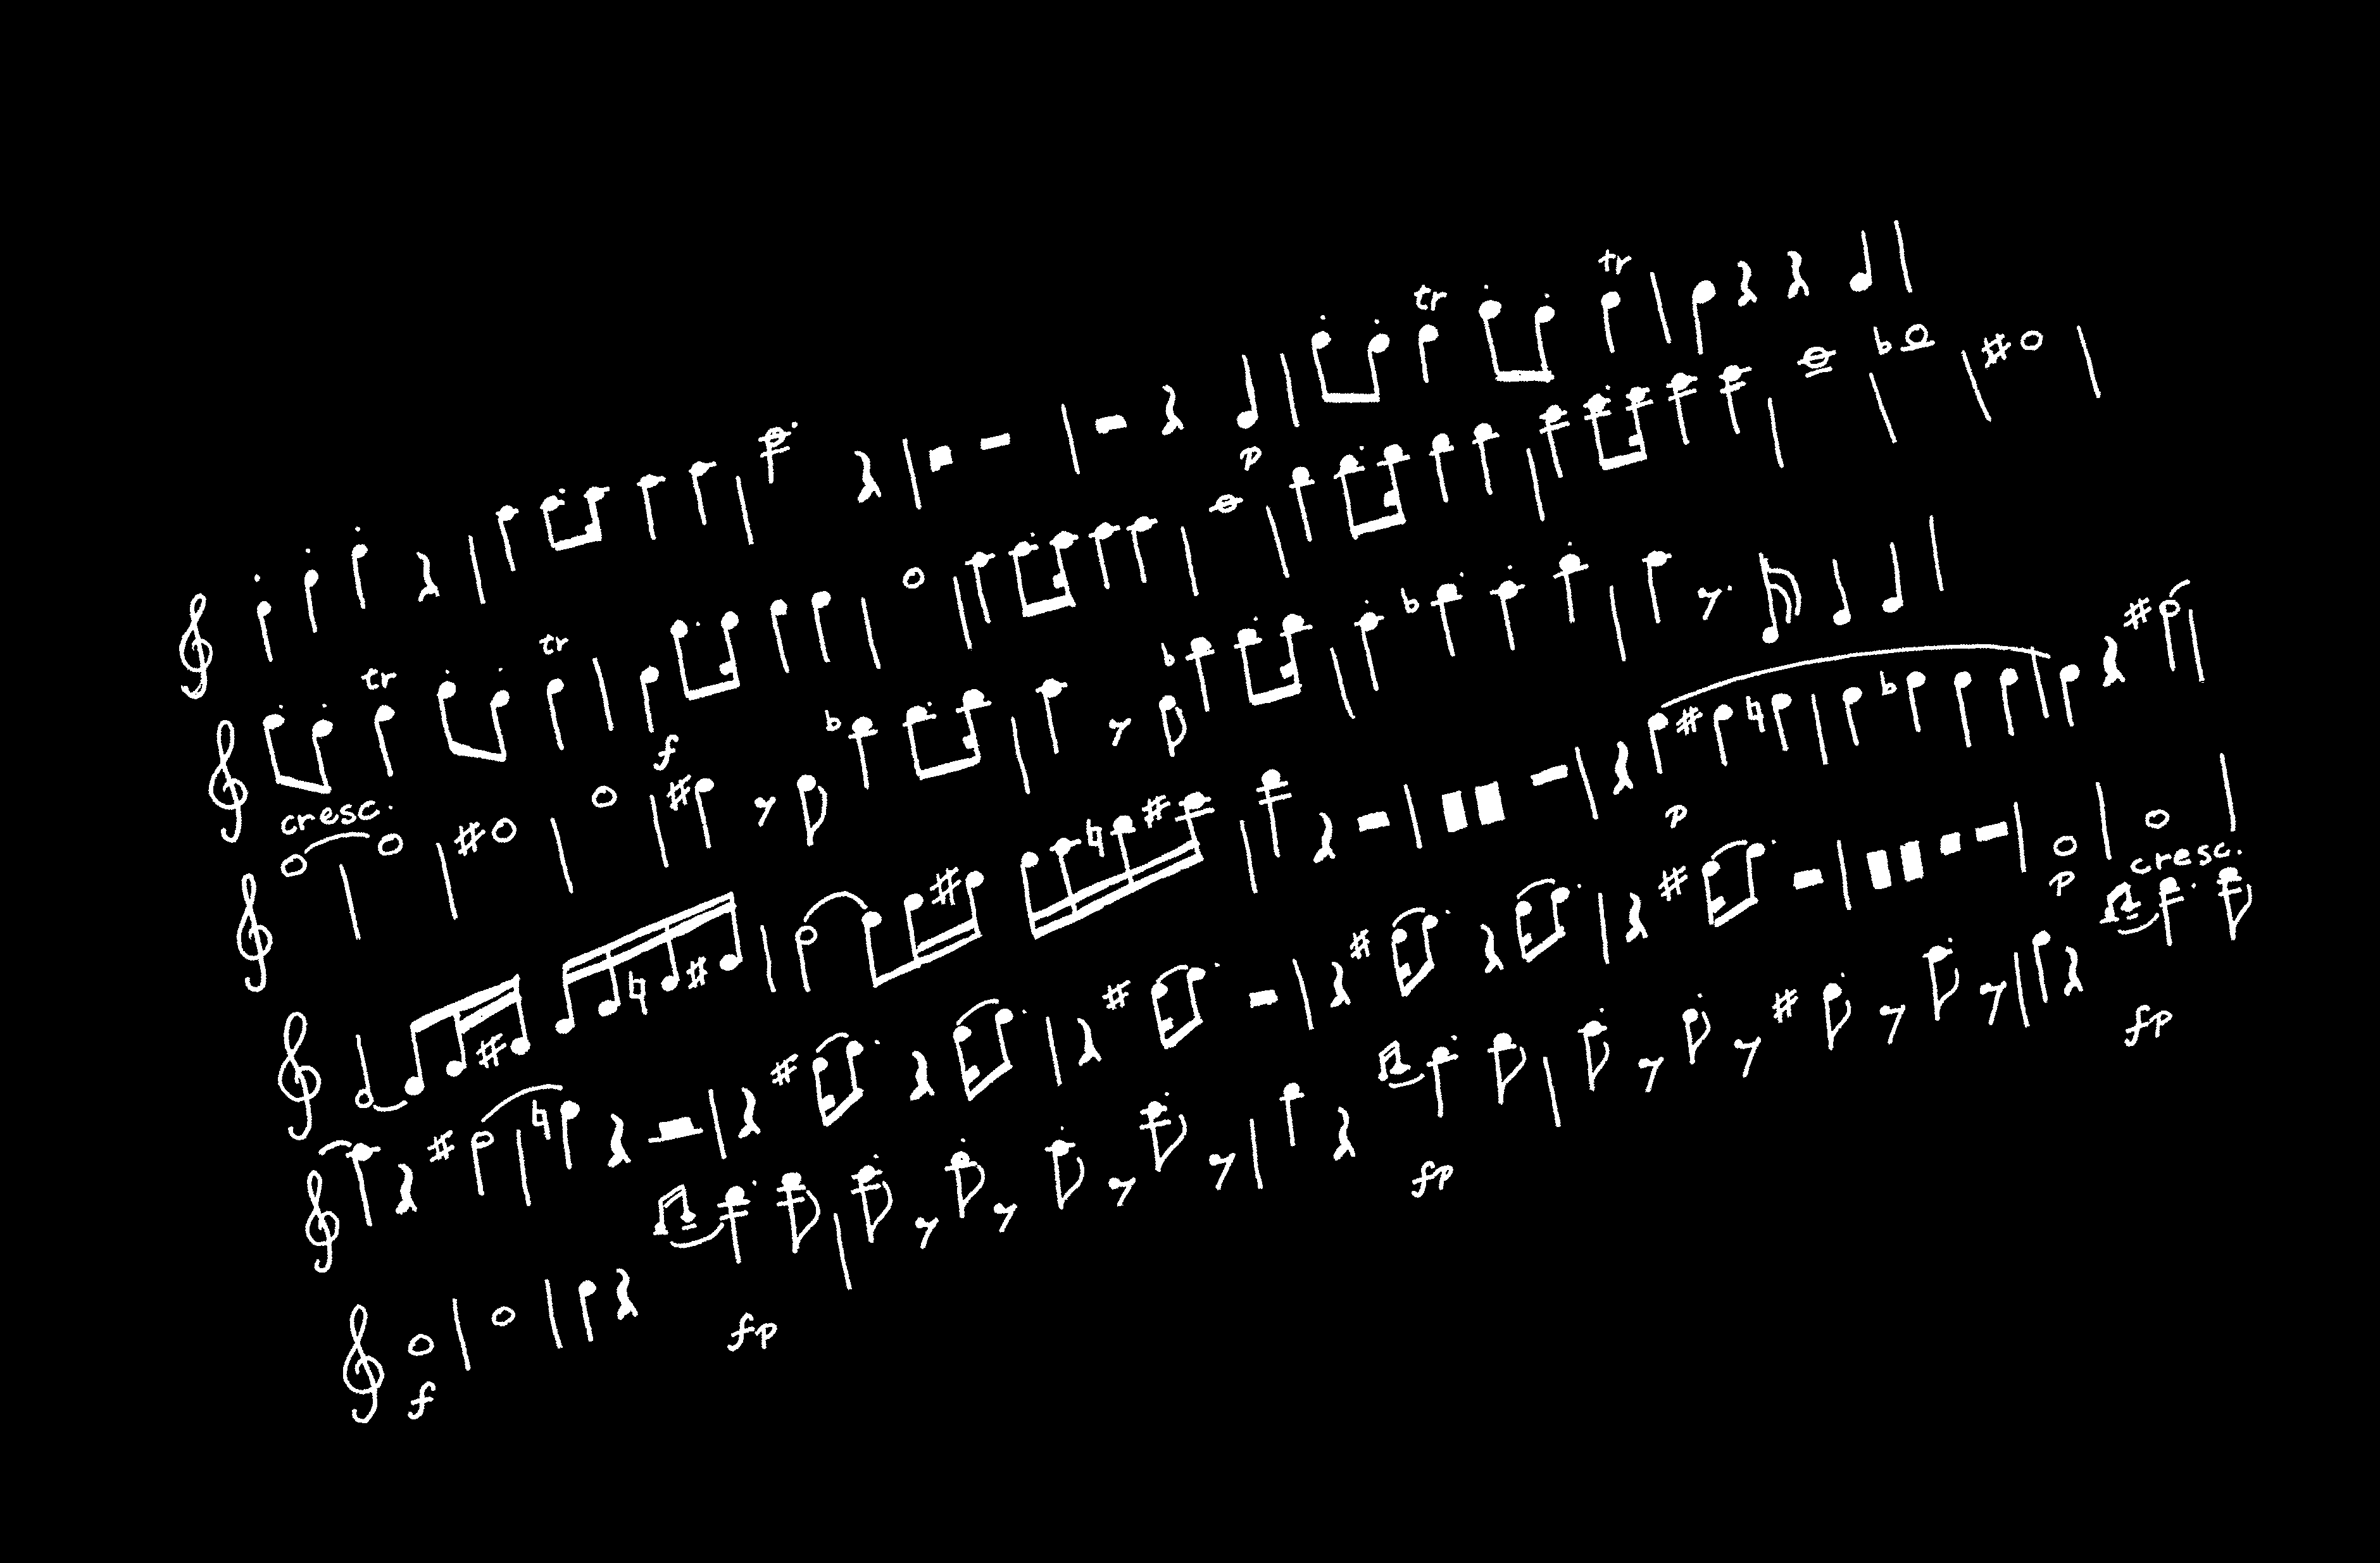 tr tr
p
tr tr
f
cresc.
p
p cresc.
f fp fp fp